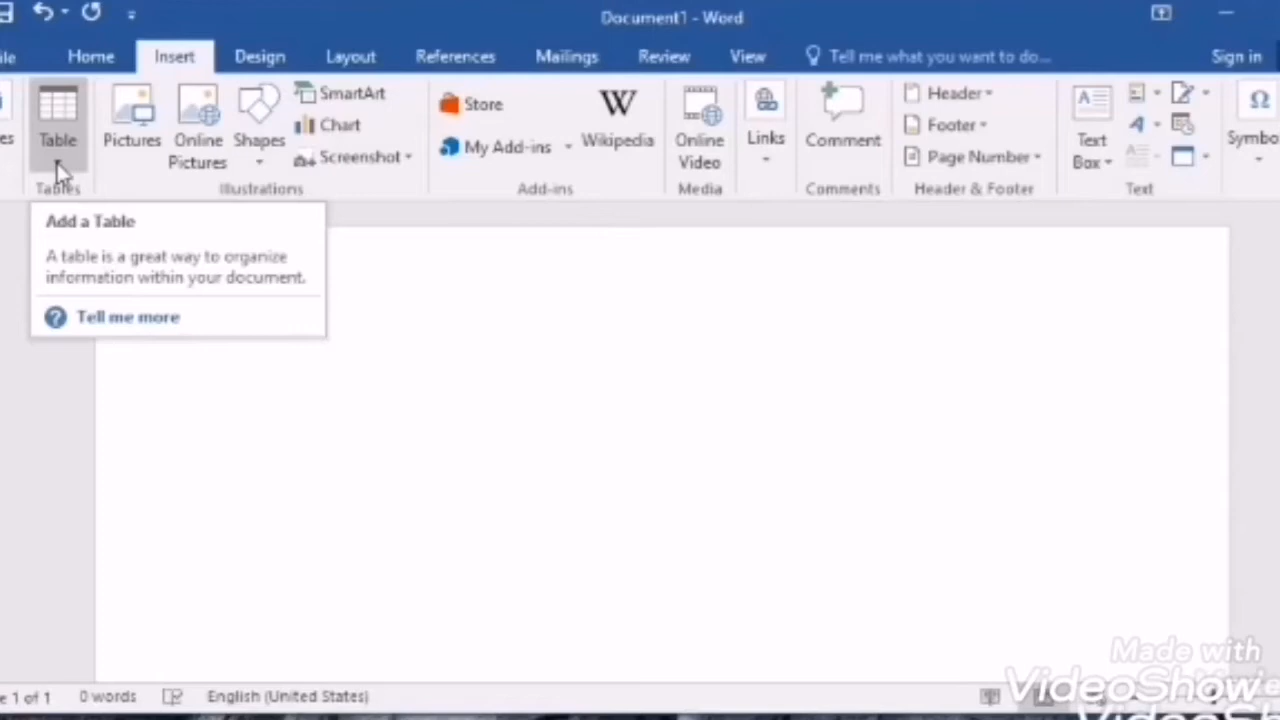 Document1 - Word
Home Insert Design Layout References Mailings Review View Tell me what you want to do... Sign in
Table
Pictures
Online
Pictures
Shapes
SmartArt
Chart
Screenshot
Store
My Add-ins
W
Wikipedia
Online
Video
Links
Comment
Header
Footer
Page Number
A
Text
Box
A
Ω
Symbo
Tables Illustrations Add-ins Media Comments Header & Footer Text
Add a Table
A table is a great way to organize
information within your document.
? Tell me more
e 1 of 1 0 words English (United States)
Made with
VideoShow